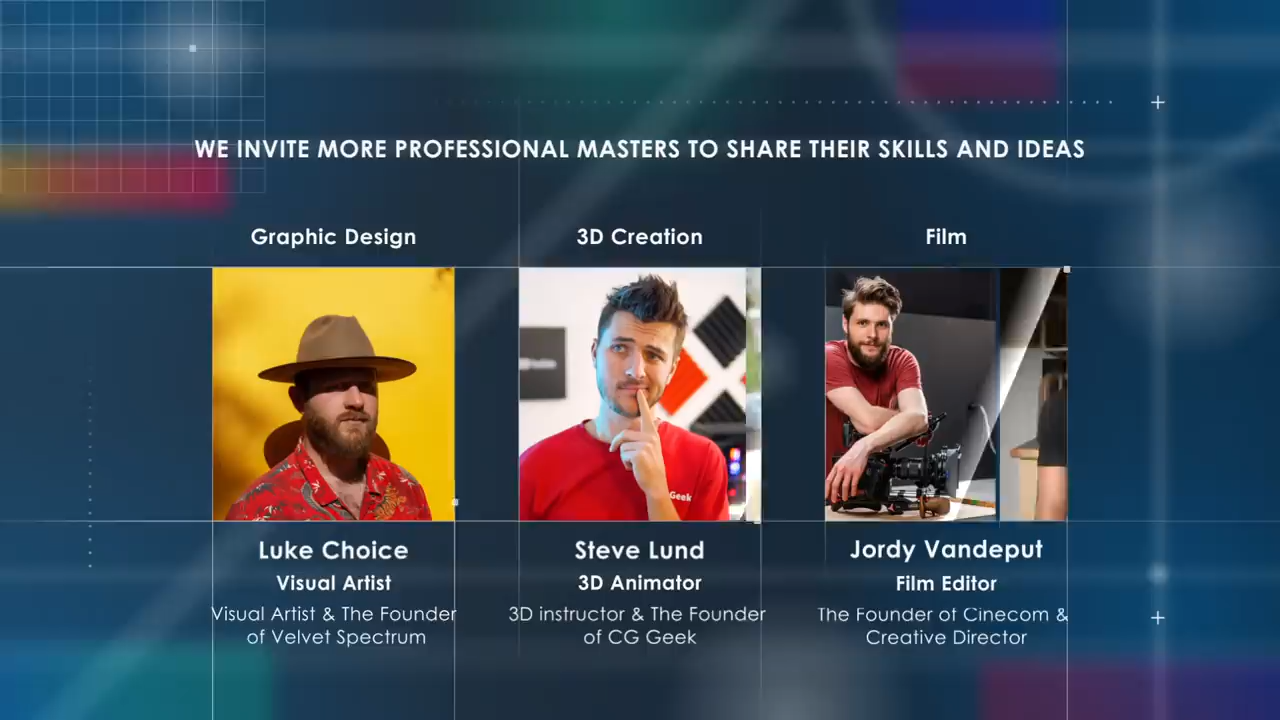 WE INVITE MORE PROFESSIONAL MASTERS TO SHARE THEIR SKILLS AND IDEAS
Graphic Design
3D Creation
Film
Geek
Luke Choice
Visual Artist
Visual Artist & The Founder
of Velvet Spectrum
Steve Lund
3D Animator
3D instructor & The Founder
of CG Geek
Jordy Vandeput
Film Editor
The Founder of Cinecom &
Creative Director